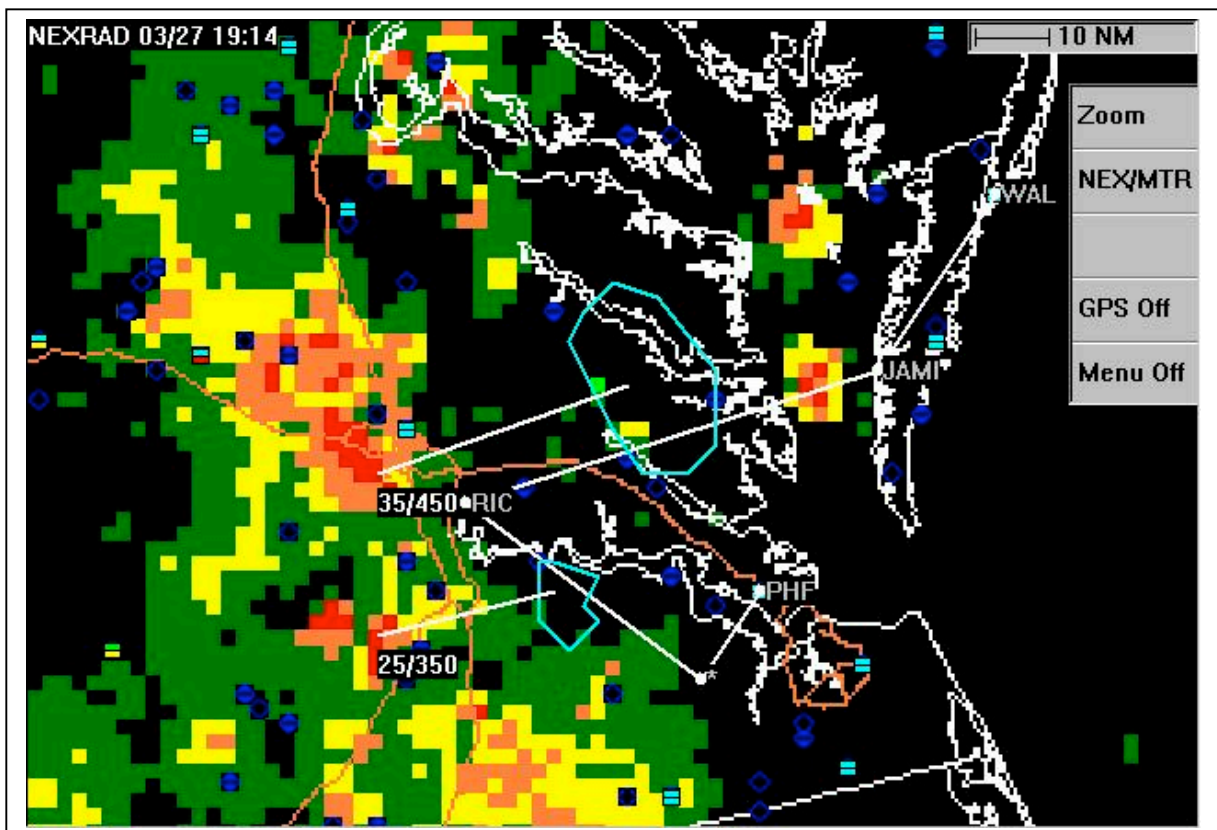 NEXRAD 03/27 19:14
10 NM
Zoom
NEX/MTR
WAL
GPS Off
JAMI
Menu Off
35/450
RIC
PHF
25/350
*